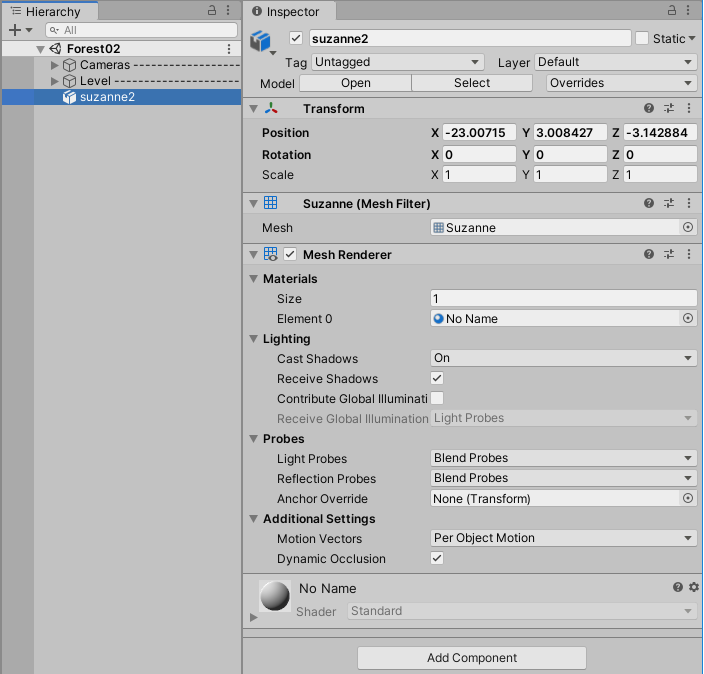 Hierarchy
All
Forest02
Cameras ------------------
Level -----------------------
suzanne2
Inspector
suzanne2
Static
Tag Untagged Layer Default
Model Open Select Overrides
Transform
Position X -23.00715 Y 3.008427 Z -3.142884
Rotation X 0 Y 0 Z 0
Scale X 1 Y 1 Z 1
Suzanne (Mesh Filter)
Mesh Suzanne
Mesh Renderer
Materials
Size 1
Element 0 No Name
Lighting
Cast Shadows On
Receive Shadows
Contribute Global Illuminati
Receive Global Illumination Light Probes
Probes
Light Probes Blend Probes
Reflection Probes Blend Probes
Anchor Override None (Transform)
Additional Settings
Motion Vectors Per Object Motion
Dynamic Occlusion
No Name
Shader Standard
Add Component